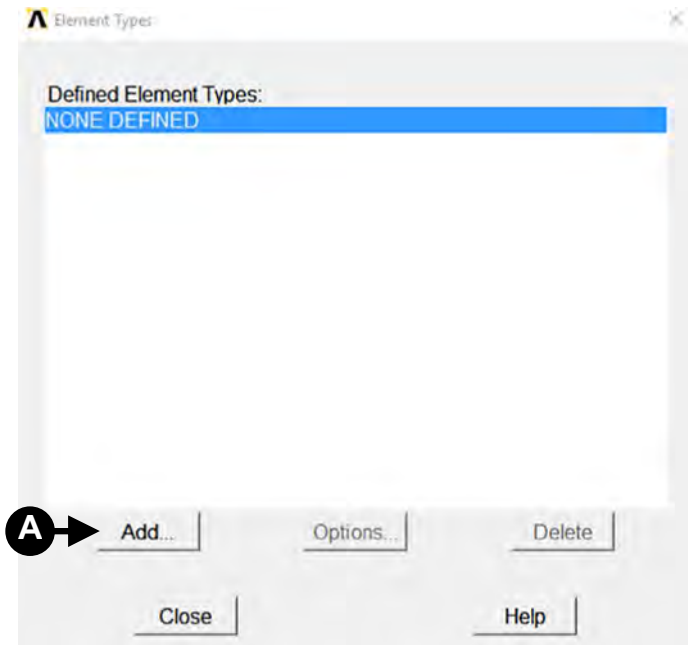 Element Types
Defined Element Types:
NONE DEFINED
A Add... Options... Delete
Close Help